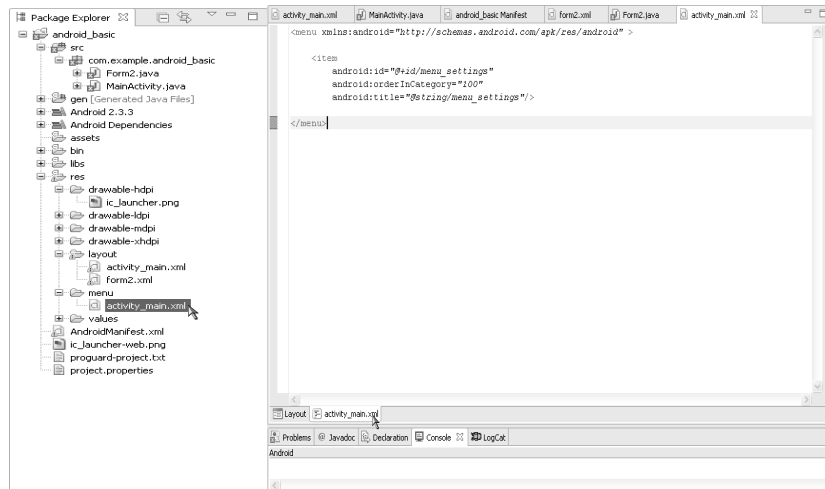 Package Explorer
android_basic
src
com.example.android_basic
Form2.java
MainActivity.java
gen [Generated Java Files]
Android 2.3.3
Android Dependencies
assets
bin
libs
res
drawable-hdpi
ic_launcher.png
drawable-ldpi
drawable-mdpi
drawable-xhdpi
layout
activity_main.xml
form2.xml
menu
activity_main.xml
values
AndroidManifest.xml
ic_launcher-web.png
proguard-project.txt
project.properties
activity_main.xml MainActivity.java android_basic Manifest form2.xml Form2.java activity_main.xml
<menu xmlns:android="http://schemas.android.com/apk/res/android" >
<item
android:id="@+id/menu_settings"
android:orderInCategory="100"
android:title="@string/menu_settings"/>
</menu>
Layout activity_main.xml
Problems @ Javadoc Declaration Console LogCat
Android